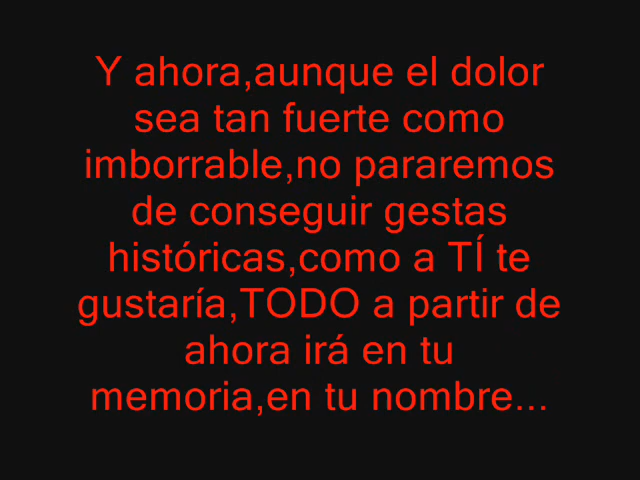 Y ahora,aunque el dolor
sea tan fuerte como
imborrable,no pararemos
de conseguir gestas
históricas,como a TÍ te
gustaría,TODO a partir de
ahora irá en tu
memoria,en tu nombre...